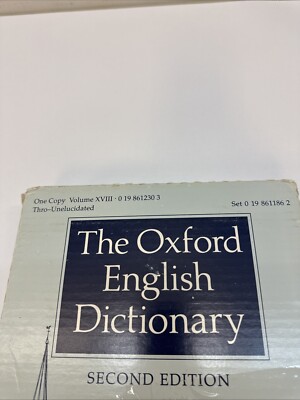 One Copy Volume XVIII · 0 19 861230 3
Thro–Unelucidated
Set 0 19 861186 2
The Oxford
English
Dictionary
SECOND EDITION